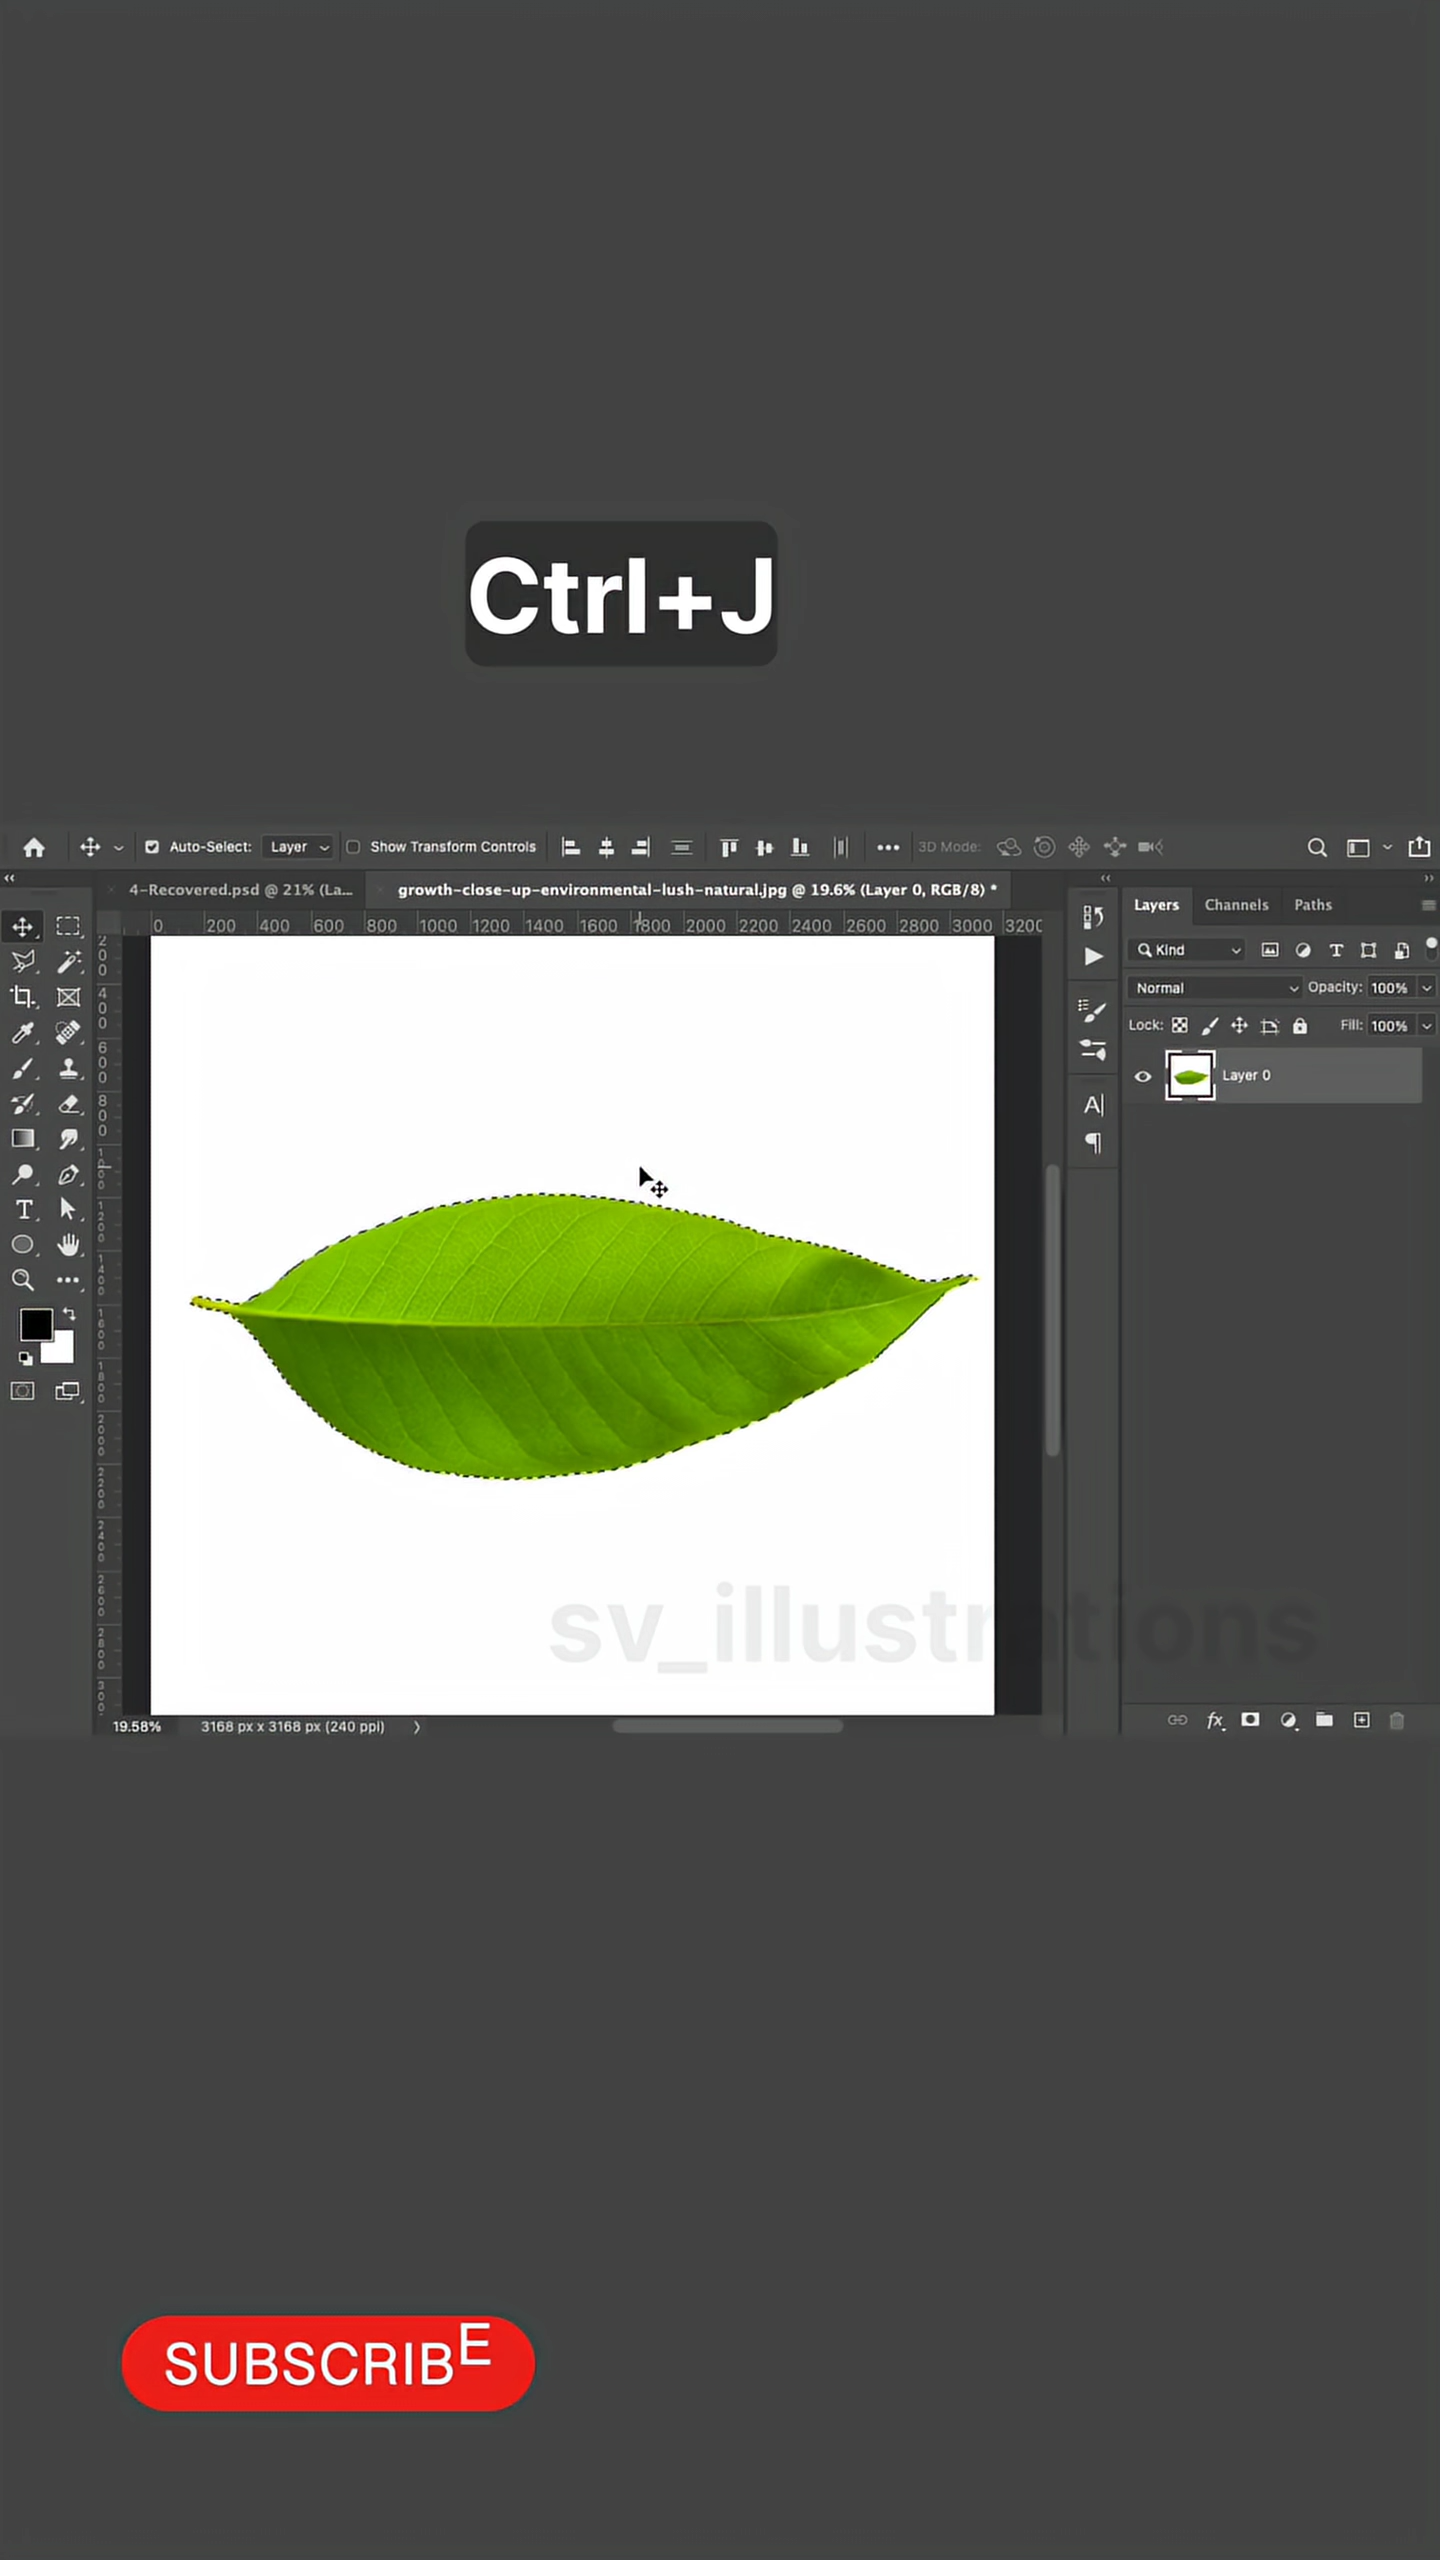 Ctrl+J
Auto-Select: Layer Show Transform Controls 3D Mode:
4-Recovered.psd @ 21% (La... growth-close-up-environmental-lush-natural.jpg @ 19.6% (Layer 0, RGB/8) *
Layers Channels Paths
0 200 400 600 800 1000 1200 1400 1600 1800 2000 2200 2400 2600 2800 3000 3200
Kind
Normal Opacity: 100%
Lock: Fill: 100%
Layer 0
sv_illustrations
19.58% 3168 px x 3168 px (240 ppi)
SUBSCRIBE